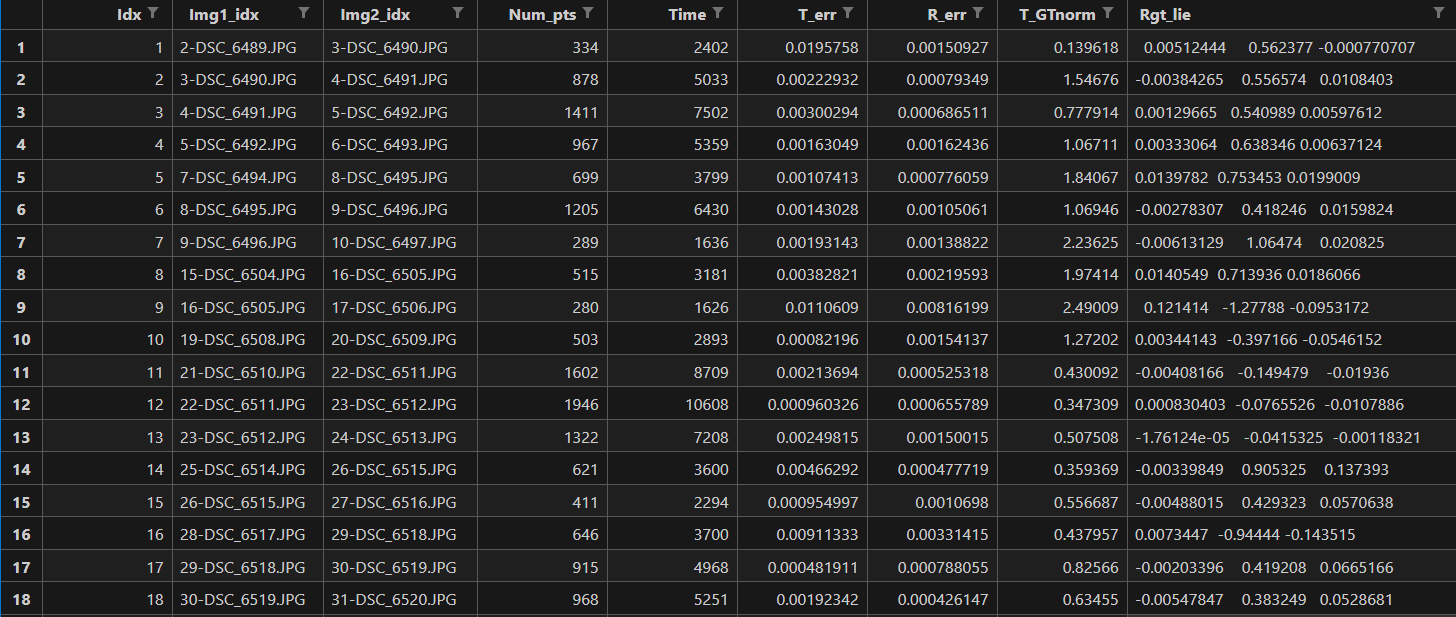 Idx Img1_idx Img2_idx Num_pts Time T_err R_err T_GTnorm Rgt_lie
1 1 2-DSC_6489.JPG 3-DSC_6490.JPG 334 2402 0.0195758 0.00150927 0.139618 0.00512444 0.562377 -0.000770707
2 2 3-DSC_6490.JPG 4-DSC_6491.JPG 878 5033 0.00222932 0.00079349 1.54676 -0.00384265 0.556574 0.0108403
3 3 4-DSC_6491.JPG 5-DSC_6492.JPG 1411 7502 0.00300294 0.000686511 0.777914 0.00129665 0.540989 0.00597612
4 4 5-DSC_6492.JPG 6-DSC_6493.JPG 967 5359 0.00163049 0.00162436 1.06711 0.00333064 0.638346 0.00637124
5 5 7-DSC_6494.JPG 8-DSC_6495.JPG 699 3799 0.00107413 0.000776059 1.84067 0.0139782 0.753453 0.0199009
6 6 8-DSC_6495.JPG 9-DSC_6496.JPG 1205 6430 0.00143028 0.00105061 1.06946 -0.00278307 0.418246 0.0159824
7 7 9-DSC_6496.JPG 10-DSC_6497.JPG 289 1636 0.00193143 0.00138822 2.23625 -0.00613129 1.06474 0.020825
8 8 15-DSC_6504.JPG 16-DSC_6505.JPG 515 3181 0.00382821 0.00219593 1.97414 0.0140549 0.713936 0.0186066
9 9 16-DSC_6505.JPG 17-DSC_6506.JPG 280 1626 0.0110609 0.00816199 2.49009 0.121414 -1.27788 -0.0953172
10 10 19-DSC_6508.JPG 20-DSC_6509.JPG 503 2893 0.00082196 0.00154137 1.27202 0.00344143 -0.397166 -0.0546152
11 11 21-DSC_6510.JPG 22-DSC_6511.JPG 1602 8709 0.00213694 0.000525318 0.430092 -0.00408166 -0.149479 -0.01936
12 12 22-DSC_6511.JPG 23-DSC_6512.JPG 1946 10608 0.000960326 0.000655789 0.347309 0.000830403 -0.0765526 -0.0107886
13 13 23-DSC_6512.JPG 24-DSC_6513.JPG 1322 7208 0.00249815 0.00150015 0.507508 -1.76124e-05 -0.0415325 -0.00118321
14 14 25-DSC_6514.JPG 26-DSC_6515.JPG 621 3600 0.00466292 0.000477719 0.359369 -0.00339849 0.905325 0.137393
15 15 26-DSC_6515.JPG 27-DSC_6516.JPG 411 2294 0.000954997 0.0010698 0.556687 -0.00488015 0.429323 0.0570638
16 16 28-DSC_6517.JPG 29-DSC_6518.JPG 646 3700 0.00911333 0.00331415 0.437957 0.0073447 -0.94444 -0.143515
17 17 29-DSC_6518.JPG 30-DSC_6519.JPG 915 4968 0.000481911 0.000788055 0.82566 -0.00203396 0.419208 0.0665166
18 18 30-DSC_6519.JPG 31-DSC_6520.JPG 968 5251 0.00192342 0.000426147 0.63455 -0.00547847 0.383249 0.0528681